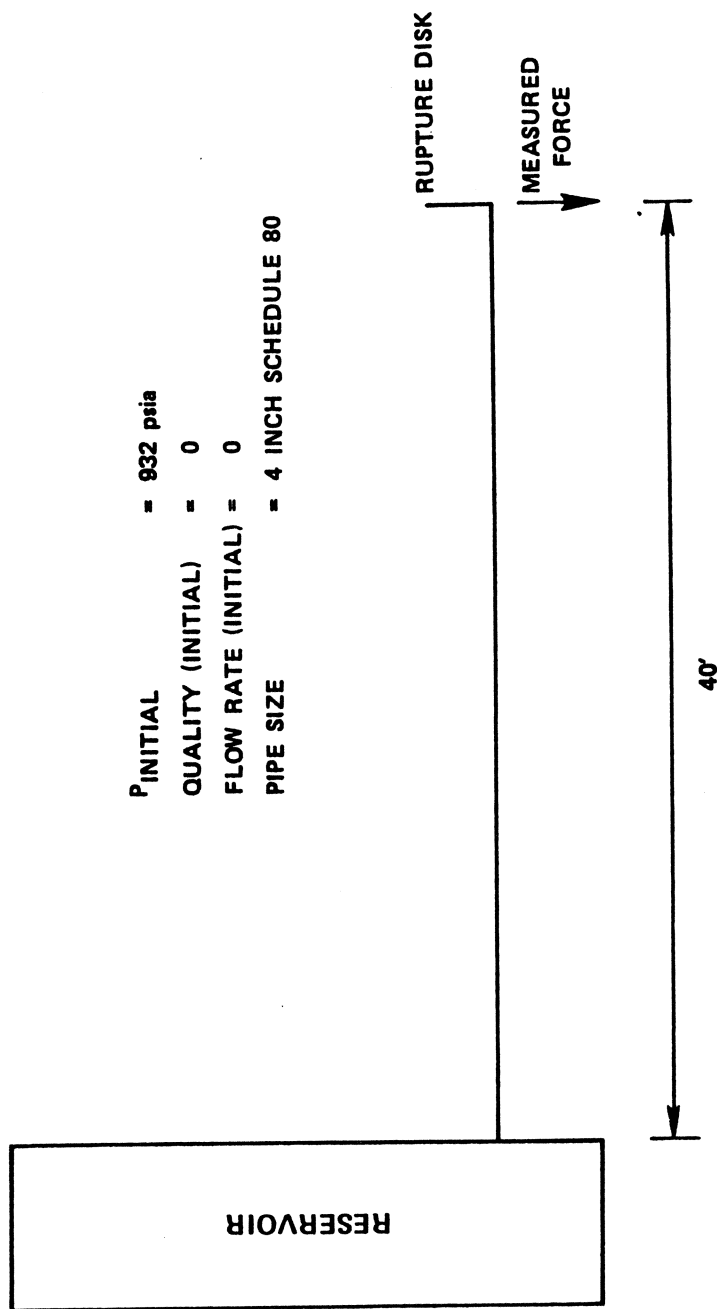 P INITIAL = 932 psia
QUALITY (INITIAL) = 0
FLOW RATE (INITIAL) = 0
PIPE SIZE = 4 INCH SCHEDULE 80
RUPTURE DISK
MEASURED
FORCE
RESERVOIR
40'